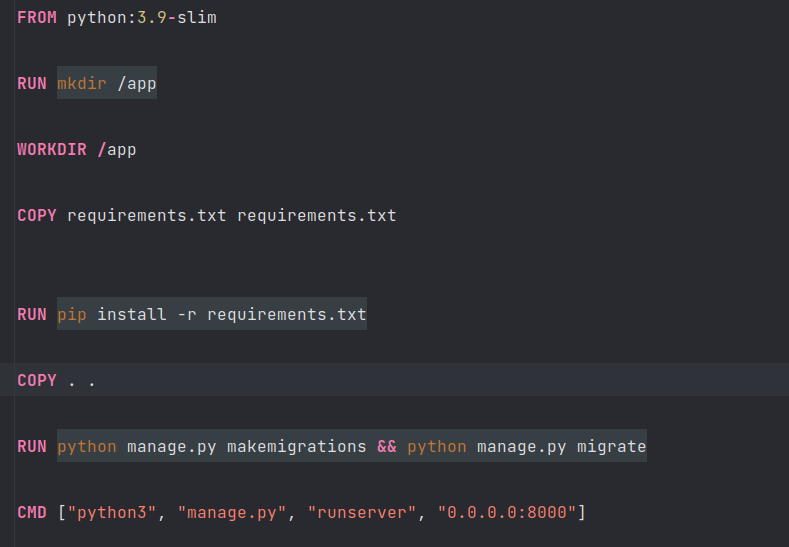 FROM python:3.9-slim
RUN mkdir /app
WORKDIR /app
COPY requirements.txt requirements.txt
RUN pip install -r requirements.txt
COPY . .
RUN python manage.py makemigrations && python manage.py migrate
CMD ["python3", "manage.py", "runserver", "0.0.0.0:8000"]